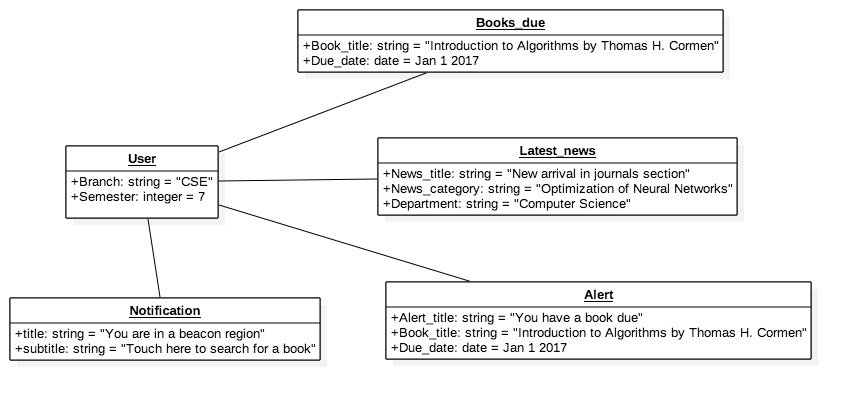 Books_due
+Book_title: string = "Introduction to Algorithms by Thomas H. Cormen"
+Due_date: date = Jan 1 2017
User
+Branch: string = "CSE"
+Semester: integer = 7
Latest_news
+News_title: string = "New arrival in journals section"
+News_category: string = "Optimization of Neural Networks"
+Department: string = "Computer Science"
Notification
+title: string = "You are in a beacon region"
+subtitle: string = "Touch here to search for a book"
Alert
+Alert_title: string = "You have a book due"
+Book_title: string = "Introduction to Algorithms by Thomas H. Cormen"
+Due_date: date = Jan 1 2017